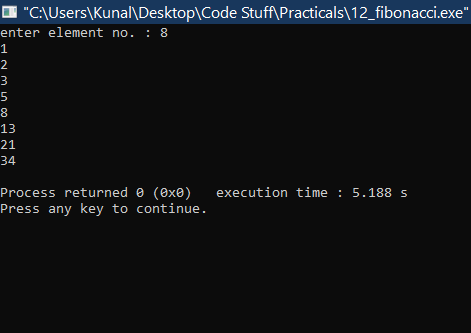 "C:\Users\Kunal\Desktop\Code Stuff\Practicals\12_fibonacci.exe"
enter element no. : 8
1
2
3
5
8
13
21
34
Process returned 0 (0x0)   execution time : 5.188 s
Press any key to continue.